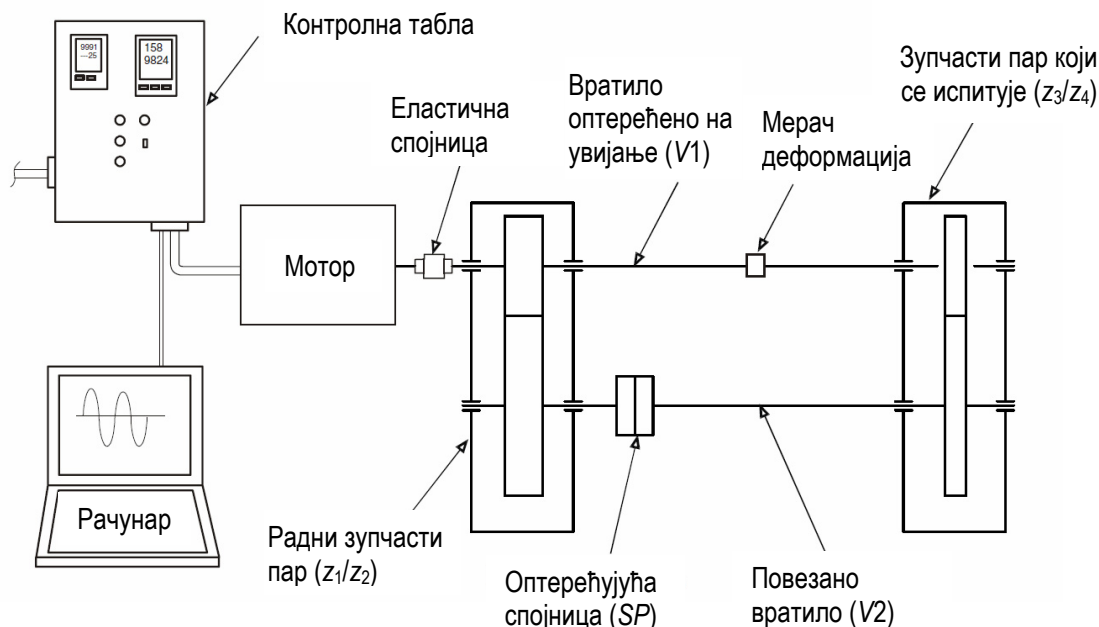 Контролна табла
9991
---25
158
9824
Еластична
спојница
Вратило
оптерећено на
увијање (V1)
Мерач
деформација
Зупчасти пар који
се испитује (z₃/z₄)
Мотор
Рачунар
Радни зупчасти
пар (z₁/z₂)
Оптерећујућа
спојница (SP)
Повезано
вратило (V2)